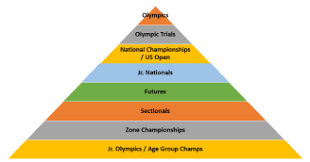 Olympics
Olympic Trials
National Championships
/ US Open
Jr. Nationals
Futures
Sectionals
Zone Championships
Jr. Olympics / Age Group Champs